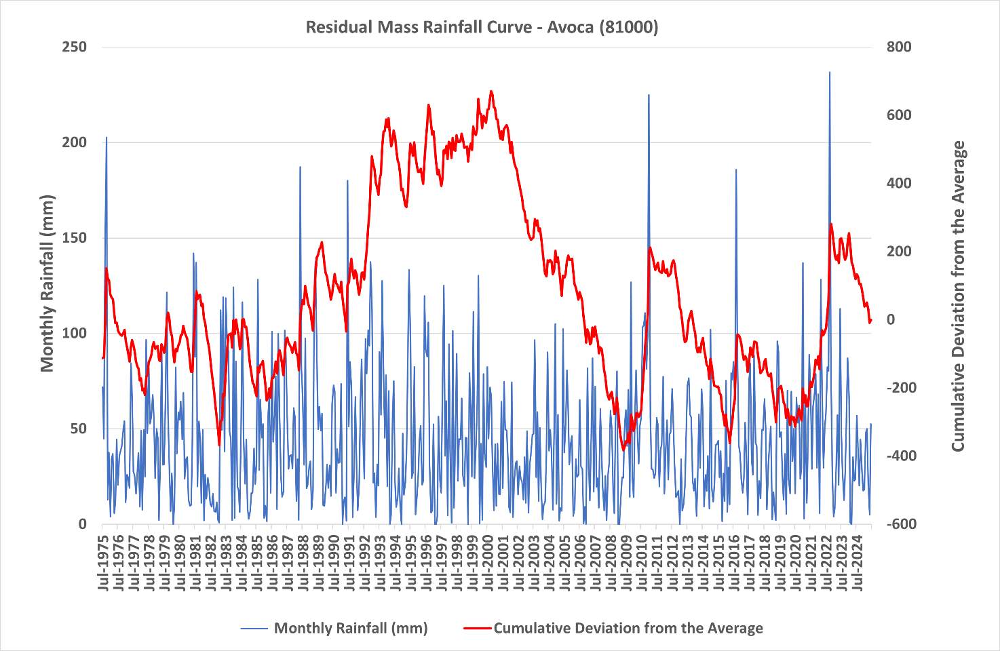 Residual Mass Rainfall Curve - Avoca (81000)
250
200
150
100
50
0
Monthly Rainfall (mm)
800
600
400
200
0
-200
-400
-600
Cumulative Deviation from the Average
Jul-1975
Jul-1976
Jul-1977
Jul-1978
Jul-1979
Jul-1980
Jul-1981
Jul-1982
Jul-1983
Jul-1984
Jul-1985
Jul-1986
Jul-1987
Jul-1988
Jul-1989
Jul-1990
Jul-1991
Jul-1992
Jul-1993
Jul-1994
Jul-1995
Jul-1996
Jul-1997
Jul-1998
Jul-1999
Jul-2000
Jul-2001
Jul-2002
Jul-2003
Jul-2004
Jul-2005
Jul-2006
Jul-2007
Jul-2008
Jul-2009
Jul-2010
Jul-2011
Jul-2012
Jul-2013
Jul-2014
Jul-2015
Jul-2016
Jul-2017
Jul-2018
Jul-2019
Jul-2020
Jul-2021
Jul-2022
Jul-2023
Jul-2024
Monthly Rainfall (mm)
Cumulative Deviation from the Average